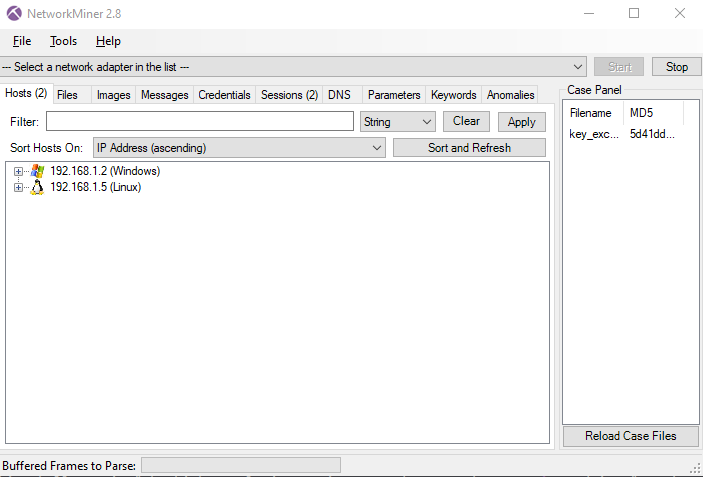 NetworkMiner 2.8
File Tools Help
--- Select a network adapter in the list ---
Start
Stop
Hosts (2) Files Images Messages Credentials Sessions (2) DNS Parameters Keywords Anomalies
Filter:
String
Clear
Apply
Sort Hosts On:
IP Address (ascending)
Sort and Refresh
192.168.1.2 (Windows)
192.168.1.5 (Linux)
Case Panel
Filename MD5
key_exc... 5d41dd...
Reload Case Files
Buffered Frames to Parse: